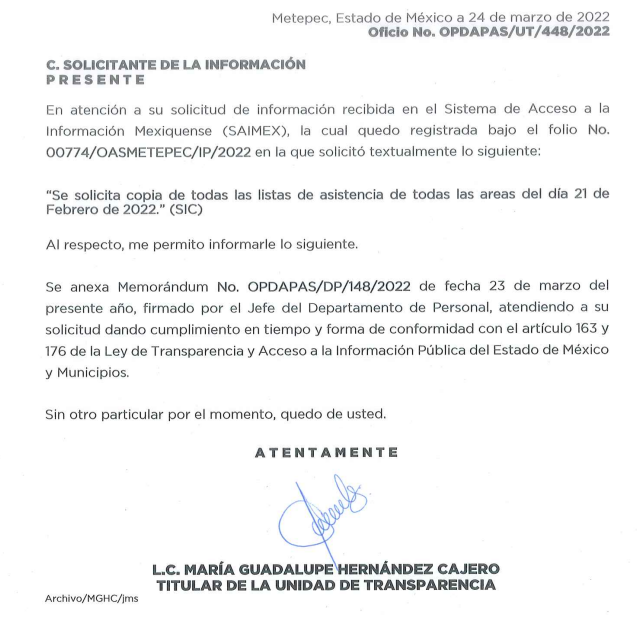 Metepec, Estado de México a 24 de marzo de 2022
Oficio No. OPDAPAS/UT/448/2022
C. SOLICITANTE DE LA INFORMACIÓN
P R E S E N T E
En atención a su solicitud de información recibida en el Sistema de Acceso a la
Información Mexiquense (SAIMEX), la cual quedo registrada bajo el folio No.
00774/OASMETEPEC/IP/2022 en la que solicitó textualmente lo siguiente:
“Se solicita copia de todas las listas de asistencia de todas las areas del día 21 de
Febrero de 2022.” (SIC)
Al respecto, me permito informarle lo siguiente.
Se anexa Memorándum No. OPDAPAS/DP/148/2022 de fecha 23 de marzo del
presente año, firmado por el Jefe del Departamento de Personal, atendiendo a su
solicitud dando cumplimiento en tiempo y forma de conformidad con el artículo 163 y
176 de la Ley de Transparencia y Acceso a la Información Pública del Estado de México
y Municipios.
Sin otro particular por el momento, quedo de usted.
A T E N T A M E N T E
L.C. MARÍA GUADALUPE HERNÁNDEZ CAJERO
TITULAR DE LA UNIDAD DE TRANSPARENCIA
Archivo/MGHC/jms